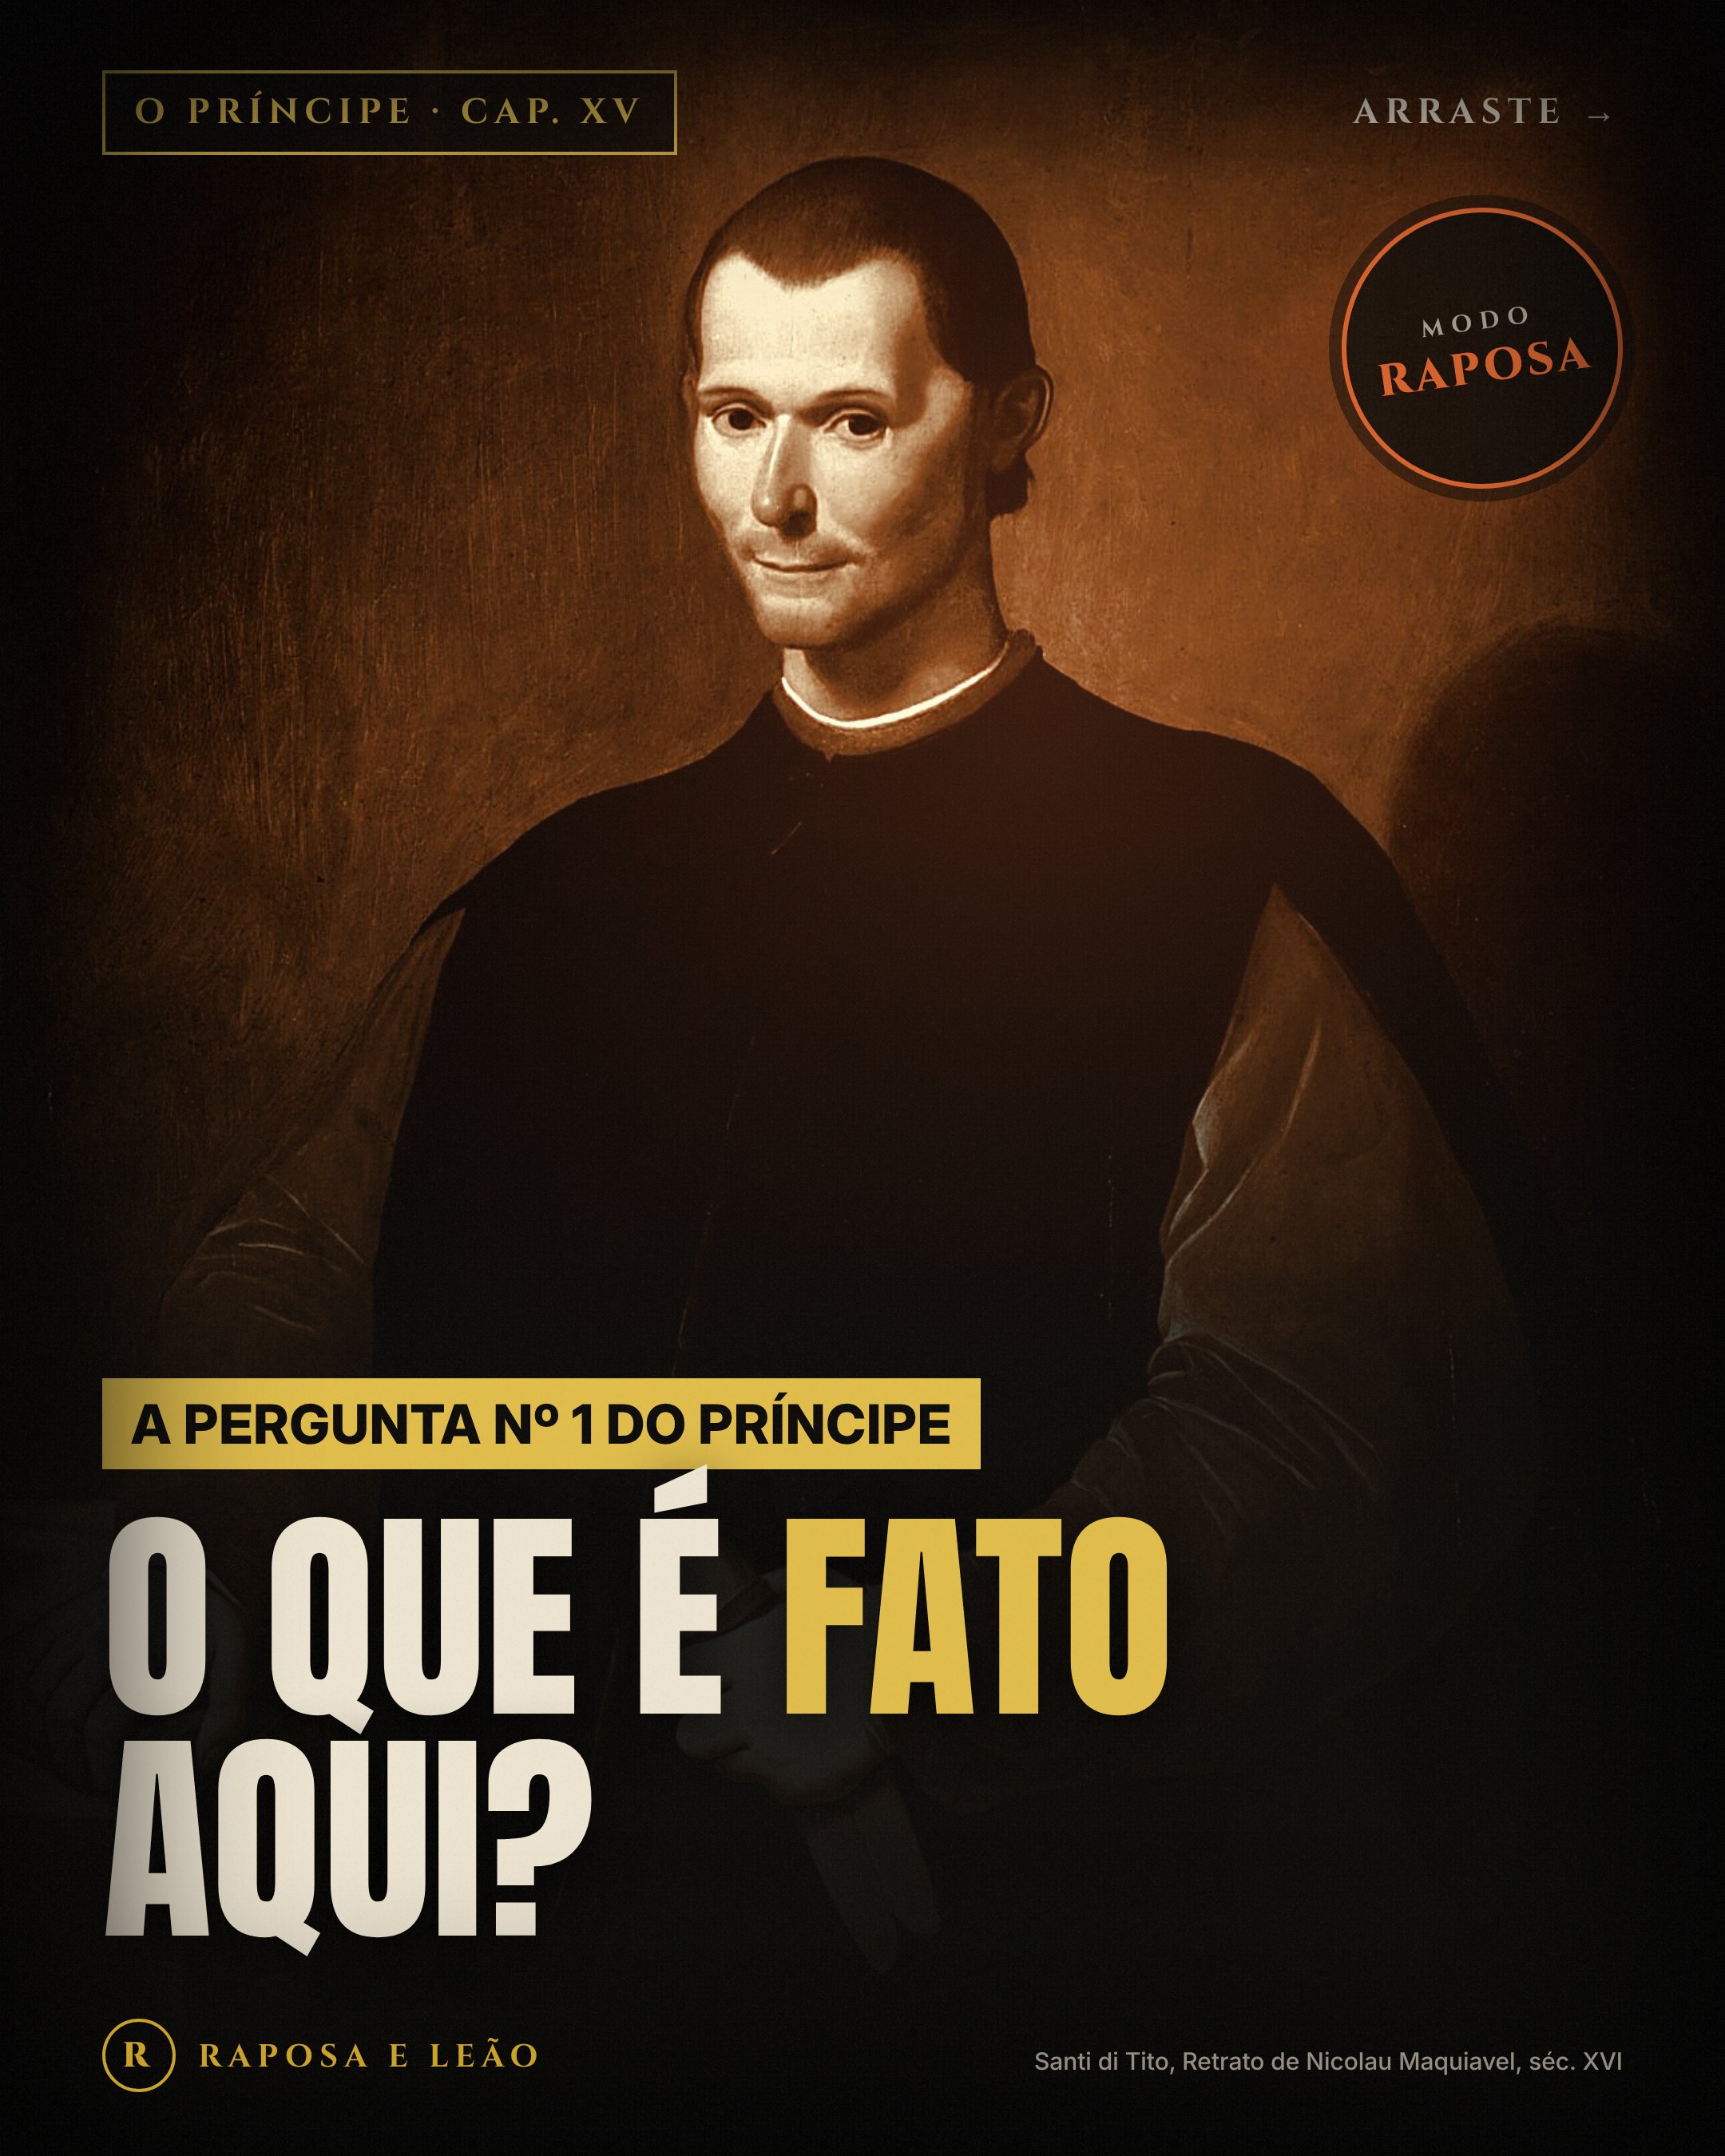 O PRÍNCIPE · CAP. XV
ARRASTE →
MODO
RAPOSA
A PERGUNTA Nº 1 DO PRÍNCIPE
O QUE É FATO
AQUI?
R RAPOSA E LEÃO
Santi di Tito, Retrato de Nicolau Maquiavel, séc. XVI